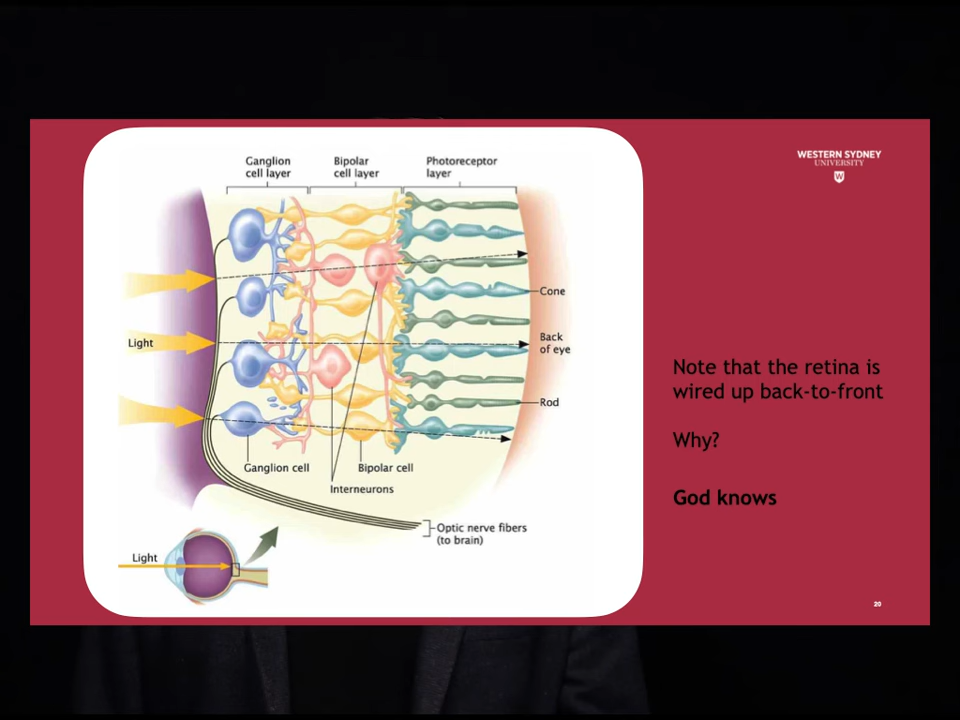 Ganglion
cell layer
Bipolar
cell layer
Photoreceptor
layer
WESTERN SYDNEY
UNIVERSITY
W
Light
Cone
Back
of eye
Rod
Ganglion cell
Bipolar cell
Interneurons
Optic nerve fibers
(to brain)
Light
Note that the retina is
wired up back-to-front
Why?
God knows
20